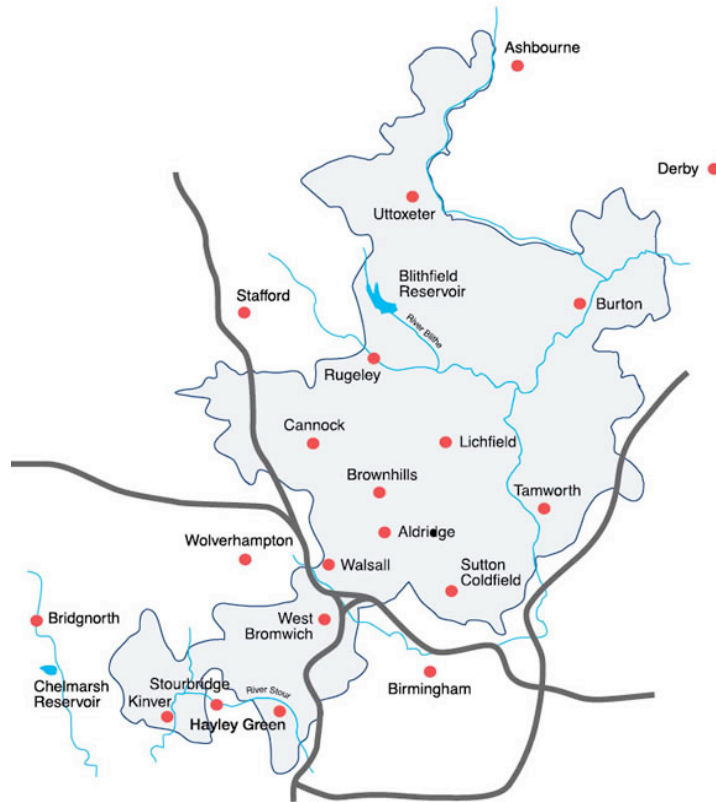 Ashbourne
Derby
Uttoxeter
Blithfield
Reservoir
Stafford
Burton
River Blithe
Rugeley
Cannock
Lichfield
Brownhills
Tamworth
Aldridge
Wolverhampton
Walsall
Sutton
Coldfield
Bridgnorth
West
Bromwich
Chelmarsh
Reservoir
Stourbridge
Kinver
River Stour
Hayley Green
Birmingham